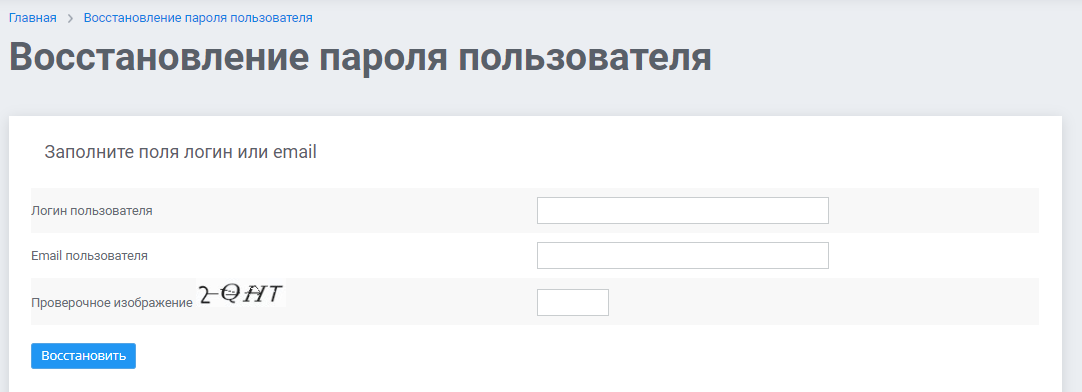 Главная > Восстановление пароля пользователя
Восстановление пароля пользователя
Заполните поля логин или email
Логин пользователя
Email пользователя
Проверочное изображение
Восстановить